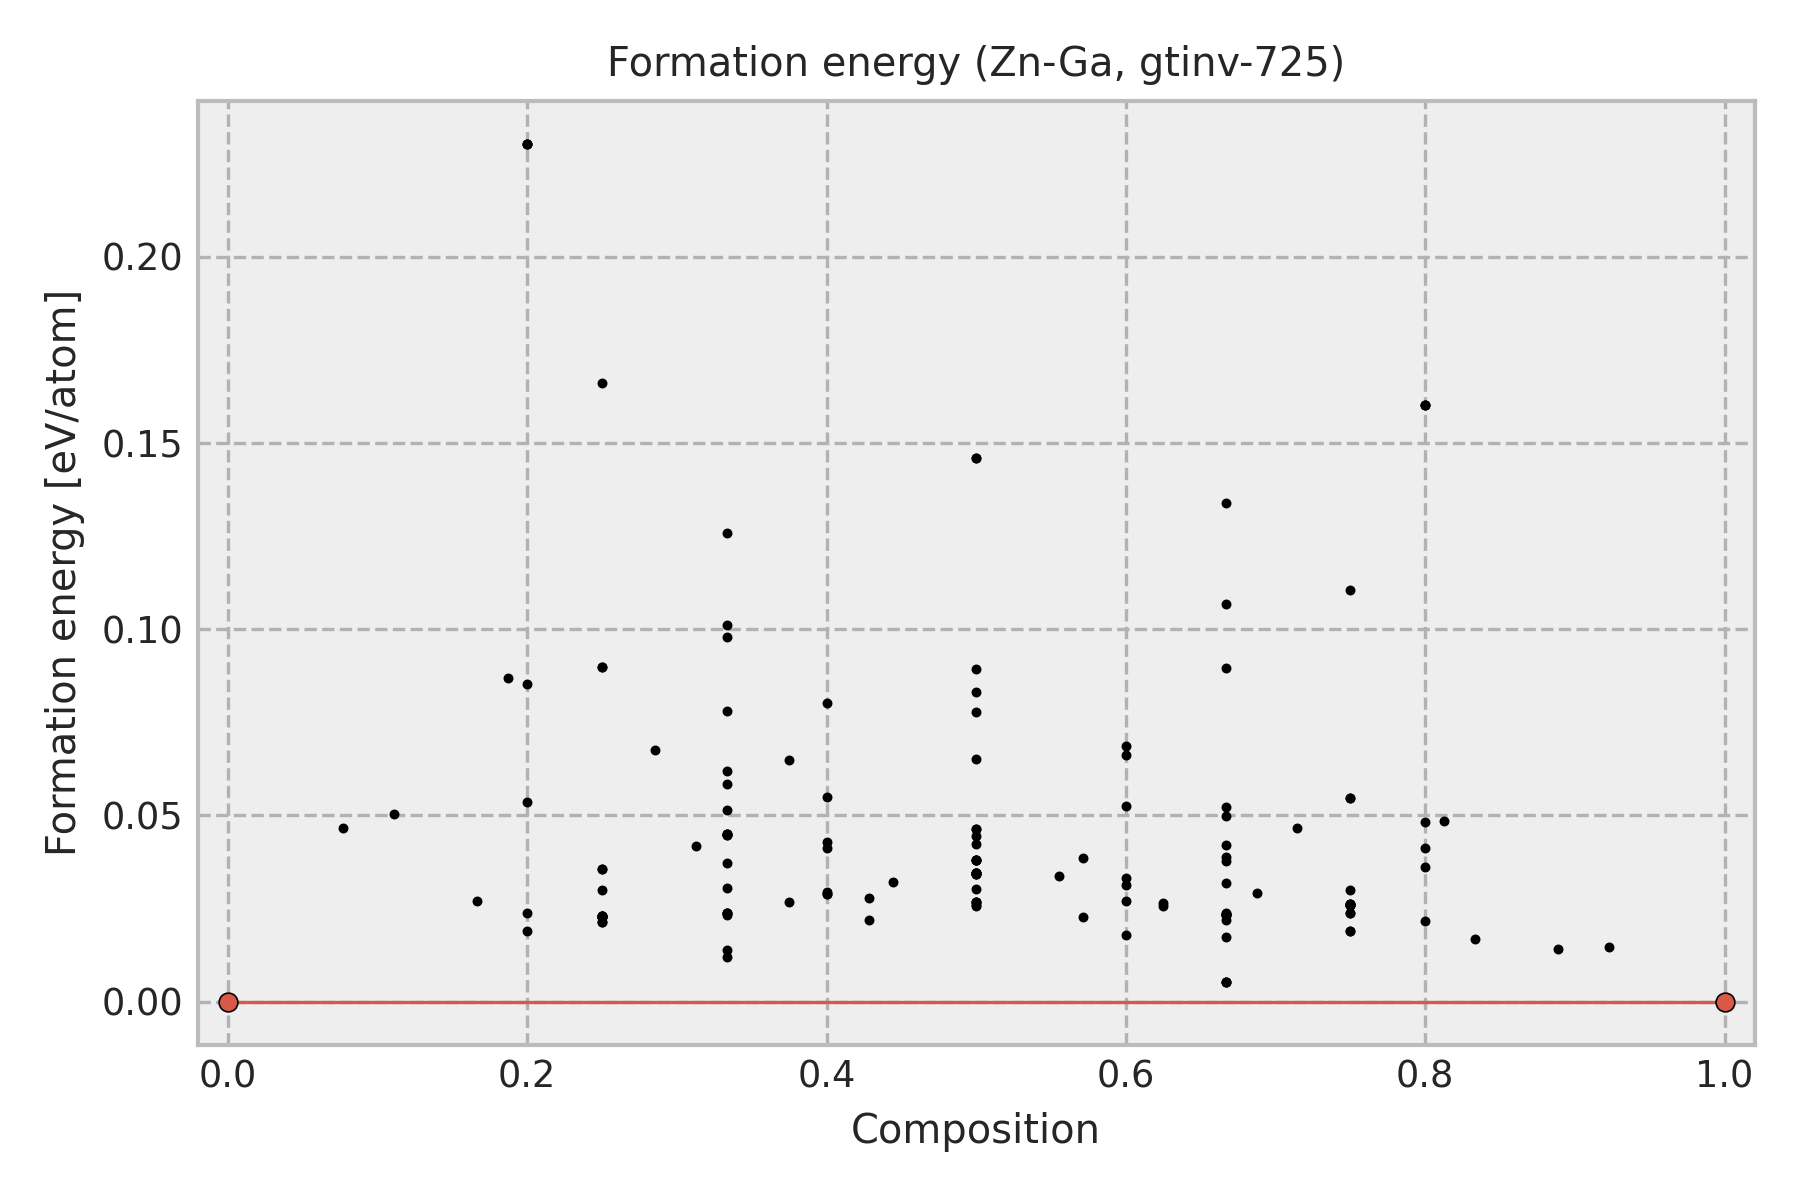 Formation energy (Zn-Ga, gtinv-725)
Formation energy [eV/atom]
0.20
0.15
0.10
0.05
0.00
0.0 0.2 0.4 0.6 0.8 1.0
Composition